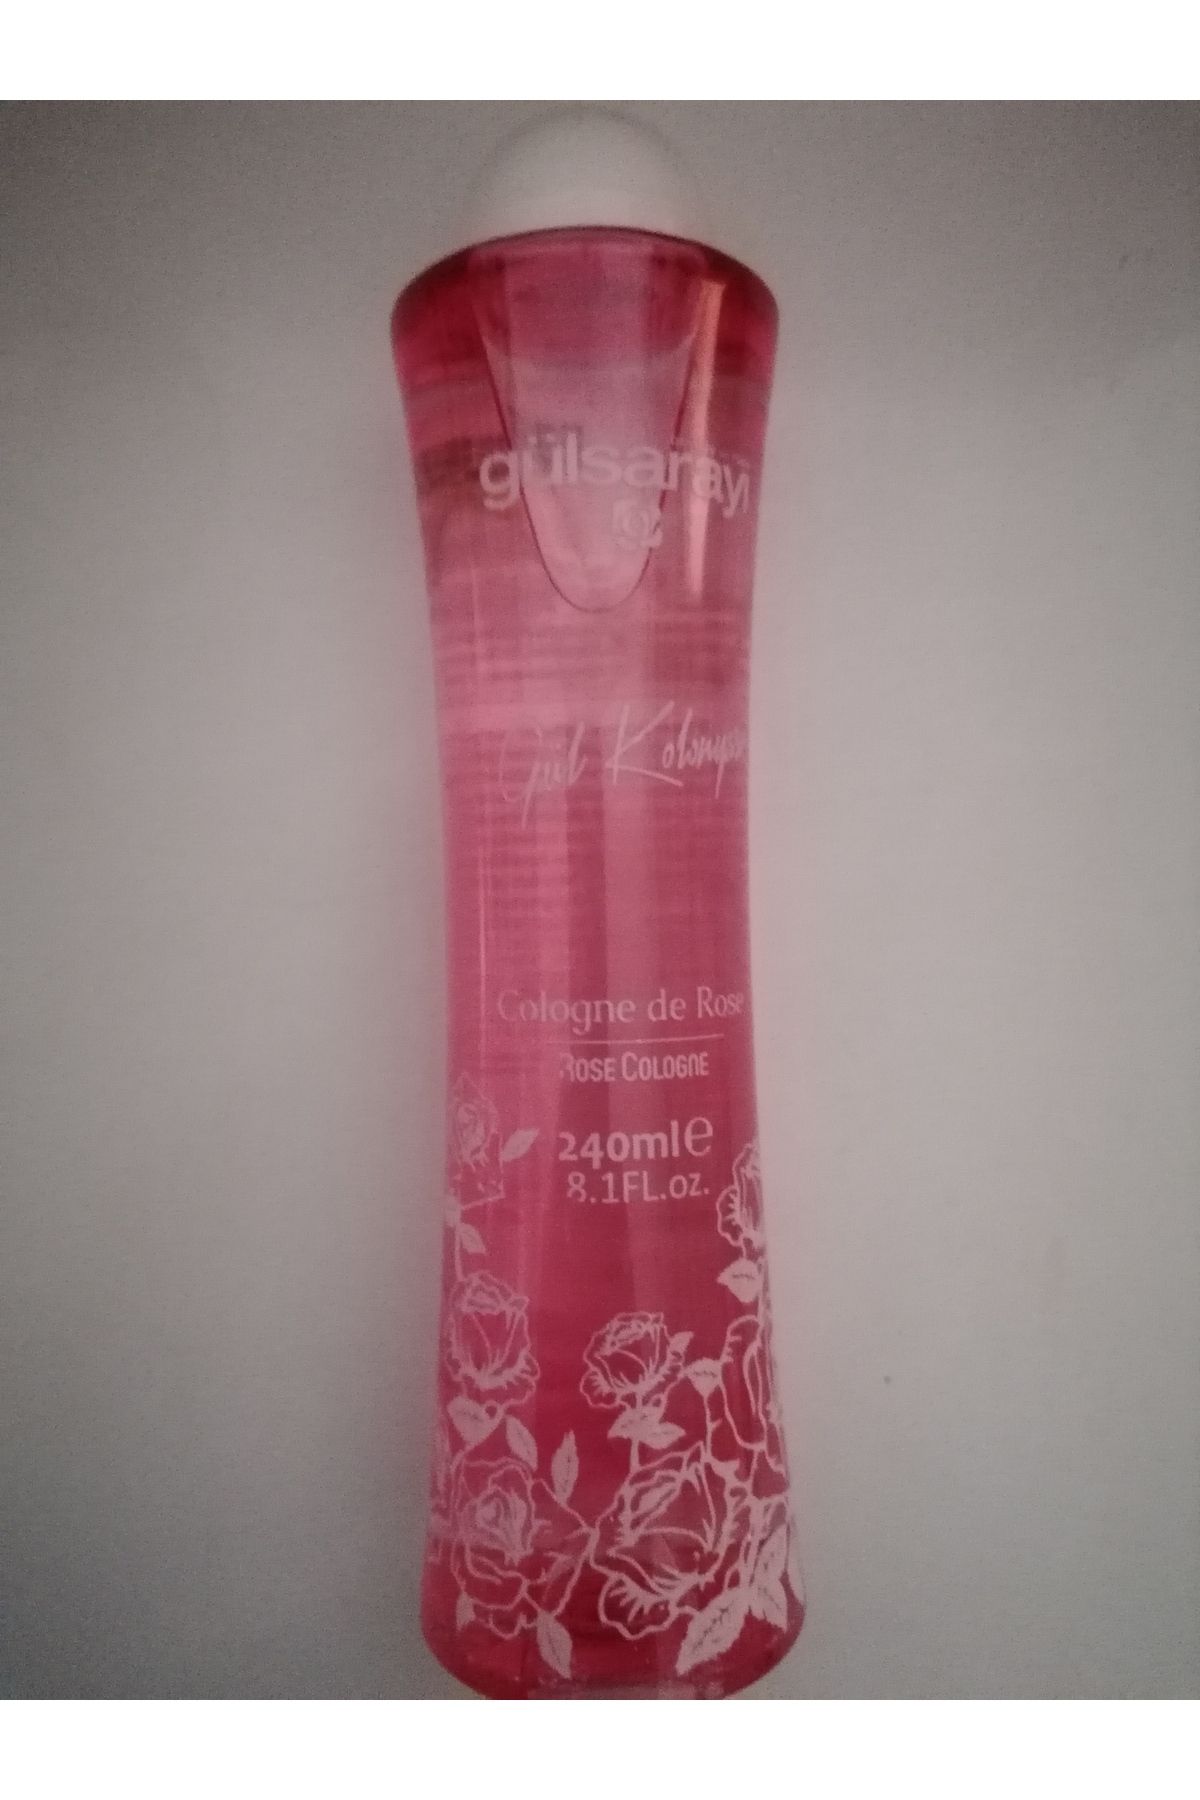 gülsarayı
Gül Kolonyası
Cologne de Rose
ROSE COLOGNE
240ml e
8.1FL.oz.